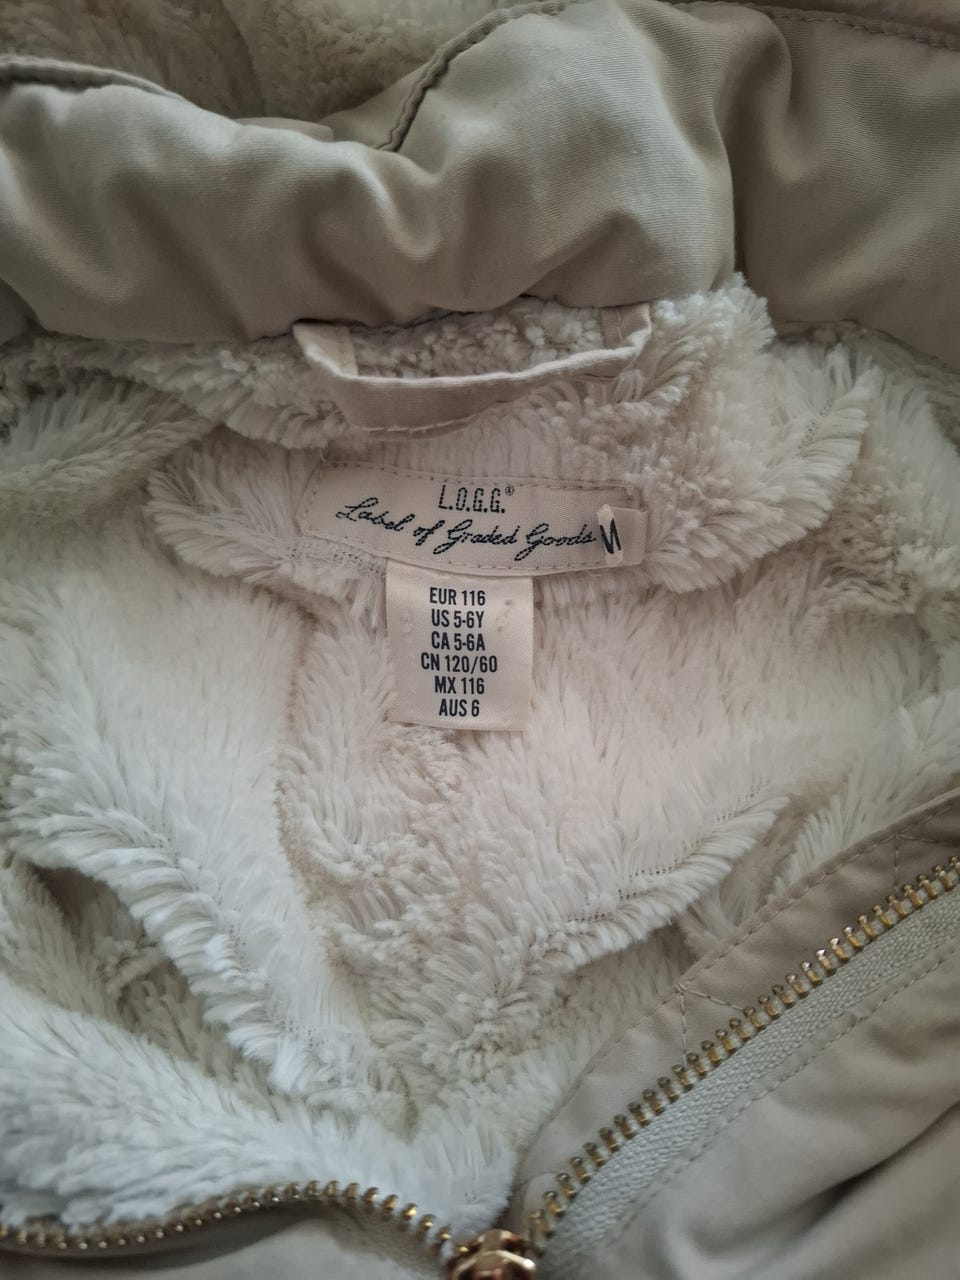 L.O.G.G.®
Label of Graded Goods
EUR 116
US 5-6Y
CA 5-6A
CN 120/60
MX 116
AUS 6